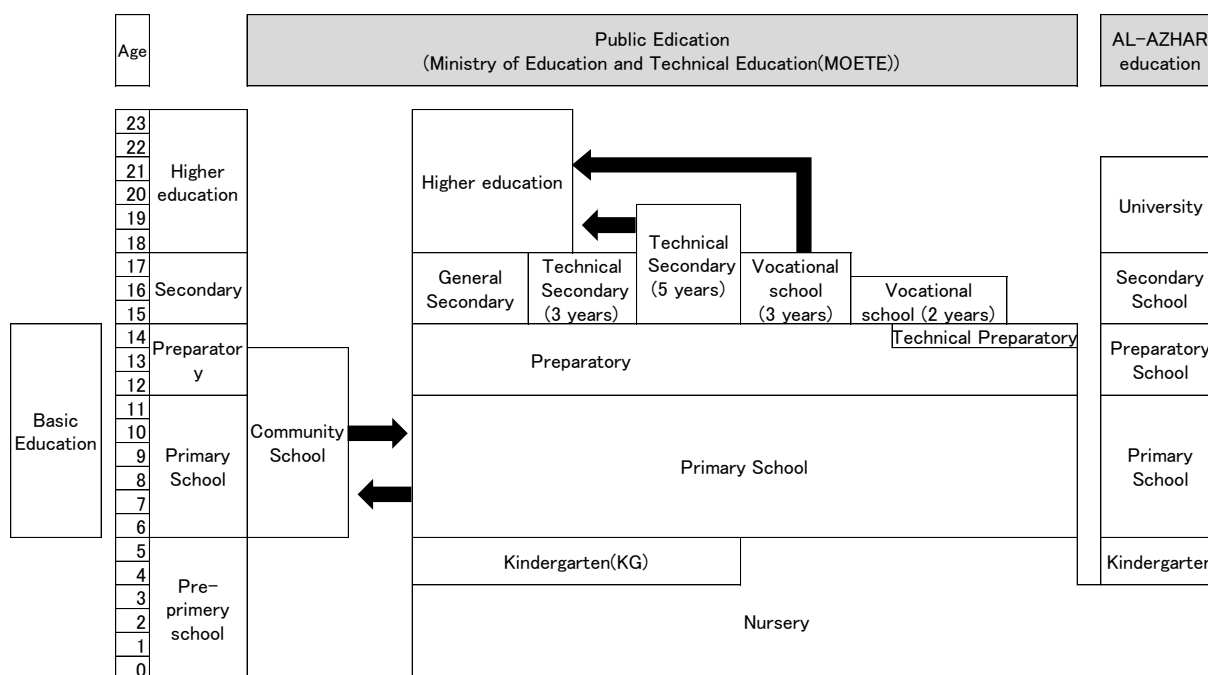 Age
Public Edication
(Ministry of Education and Technical Education(MOETE))
AL-AZHAR
education
23
22
21
20
19
18
17
16
15
14
13
12
11
10
9
8
7
6
5
4
3
2
1
0
Basic
Education
Higher
education
Secondary
Preparator
y
Primary
School
Pre-
primery
school
Community
School
Higher education
General
Secondary
Technical
Secondary
(3 years)
Technical
Secondary
(5 years)
Vocational
school
(3 years)
Vocational
school (2 years)
Technical Preparatory
Preparatory
Primary School
Kindergarten(KG)
Nursery
University
Secondary
School
Preparatory
School
Primary
School
Kindergarten